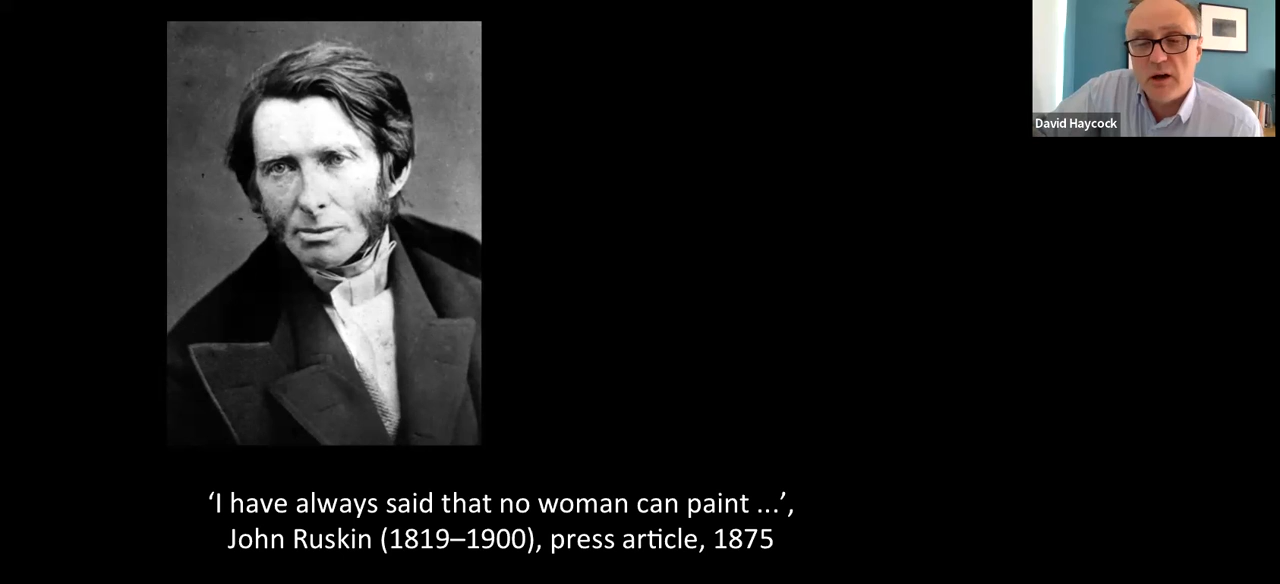 David Haycock
‘I have always said that no woman can paint ...’,
John Ruskin (1819–1900), press article, 1875